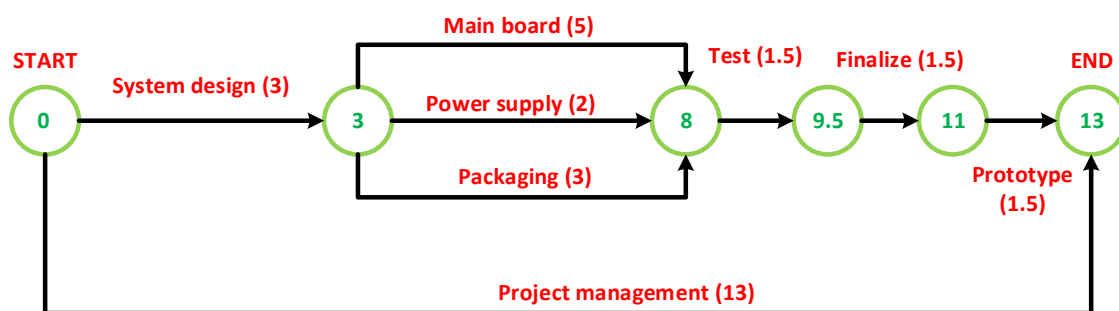 Main board (5)
START
Test (1.5)
Finalize (1.5)
END
System design (3)
Power supply (2)
0
3
8
9.5
11
13
Packaging (3)
Prototype
(1.5)
Project management (13)